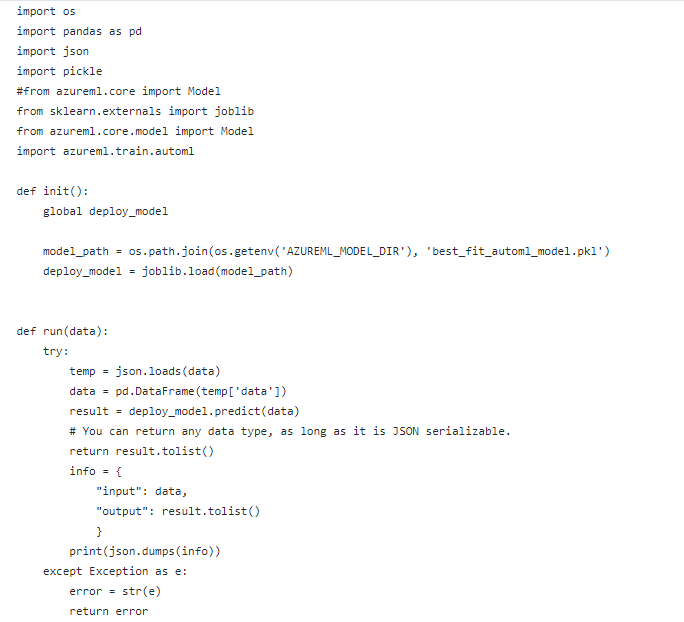 import os
import pandas as pd
import json
import pickle
#from azureml.core import Model
from sklearn.externals import joblib
from azureml.core.model import Model
import azureml.train.automl

def init():
    global deploy_model

    model_path = os.path.join(os.getenv('AZUREML_MODEL_DIR'), 'best_fit_automl_model.pkl')
    deploy_model = joblib.load(model_path)


def run(data):
    try:
        temp = json.loads(data)
        data = pd.DataFrame(temp['data'])
        result = deploy_model.predict(data)
        # You can return any data type, as long as it is JSON serializable.
        return result.tolist()
        info = {
            "input": data,
            "output": result.tolist()
            }
        print(json.dumps(info))
    except Exception as e:
        error = str(e)
        return error